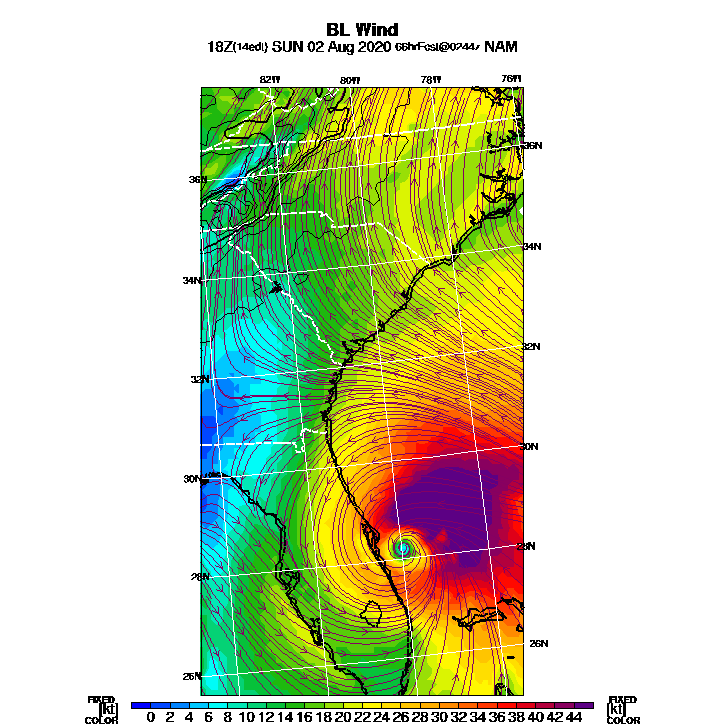 BL Wind
18Z(14edt) SUN 02 Aug 2020 66hrFcst@0244z NAM
82W 80W 78W 76W
36N
36N
34N
34N
32N
32N
30N
30N
28N
28N
26N
26N
FIXED FIXED
[kt] 0 2 4 6 8 10 12 14 16 18 20 22 24 26 28 30 32 34 36 38 40 42 44 [kt]
COLOR COLOR